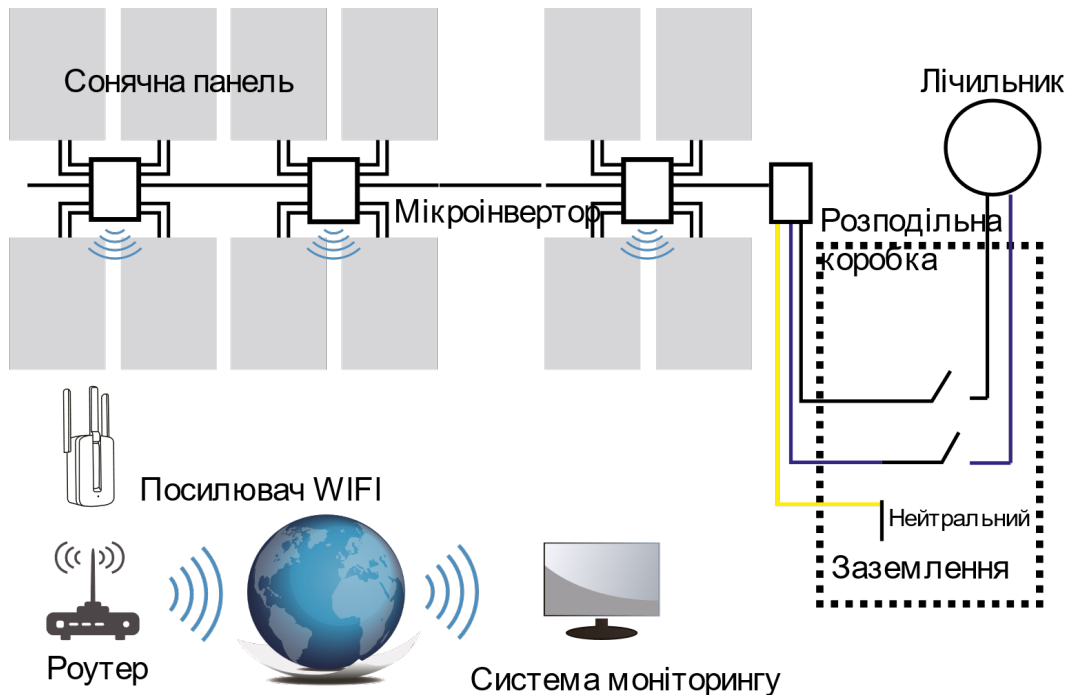 Сонячна панель
Лічильник
Мікроінвертор
Розподільна
коробка
Посилювач WIFI
Нейтральний
Заземлення
Роутер
Система моніторингу